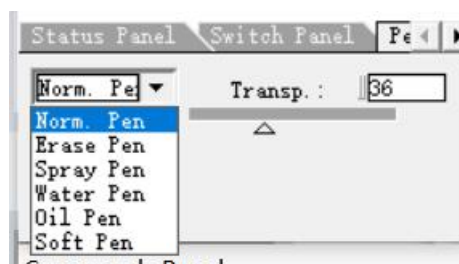 Status Panel Switch Panel Pe
Norm. Pe Transp.: 36
Norm. Pen
Erase Pen
Spray Pen
Water Pen
Oil Pen
Soft Pen